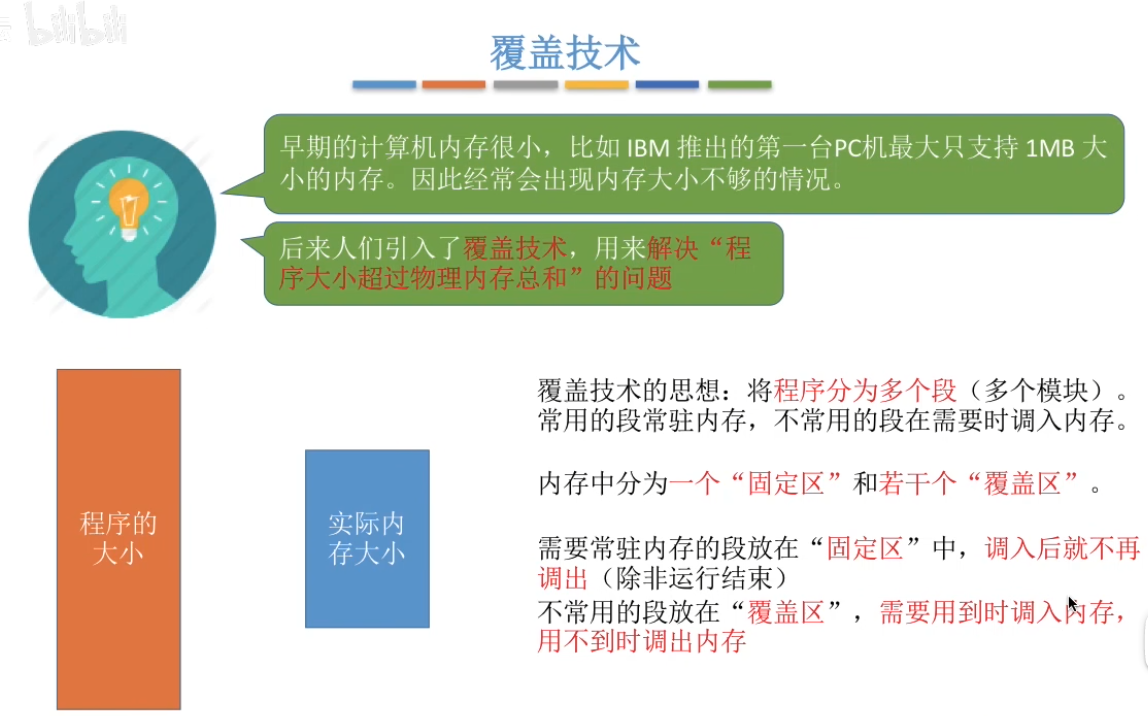 bilibili
覆盖技术
早期的计算机内存很小，比如 IBM 推出的第一台PC机最大只支持 1MB 大
小的内存。因此经常会出现内存大小不够的情况。
后来人们引入了覆盖技术，用来解决“程
序大小超过物理内存总和”的问题
程序的
大小
实际内
存大小
覆盖技术的思想：将程序分为多个段（多个模块）。
常用的段常驻内存，不常用的段在需要时调入内存。
内存中分为一个“固定区”和若干个“覆盖区”。
需要常驻内存的段放在“固定区”中，调入后就不再
调出（除非运行结束）
不常用的段放在“覆盖区”，需要用到时调入内存，
用不到时调出内存